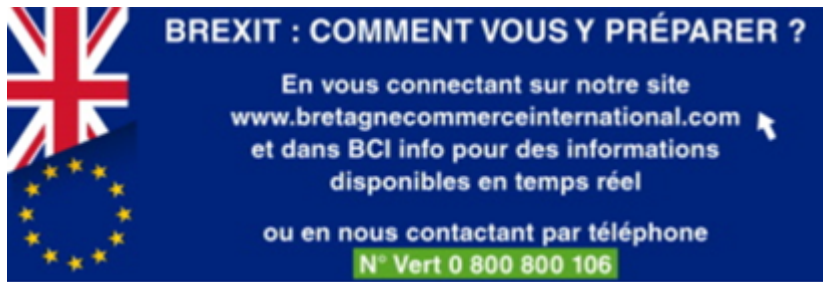 BREXIT : COMMENT VOUS Y PRÉPARER ?
En vous connectant sur notre site
www.bretagnecommerceinternational.com
et dans BCI info pour des informations
disponibles en temps réel
ou en nous contactant par téléphone
N° Vert 0 800 800 106